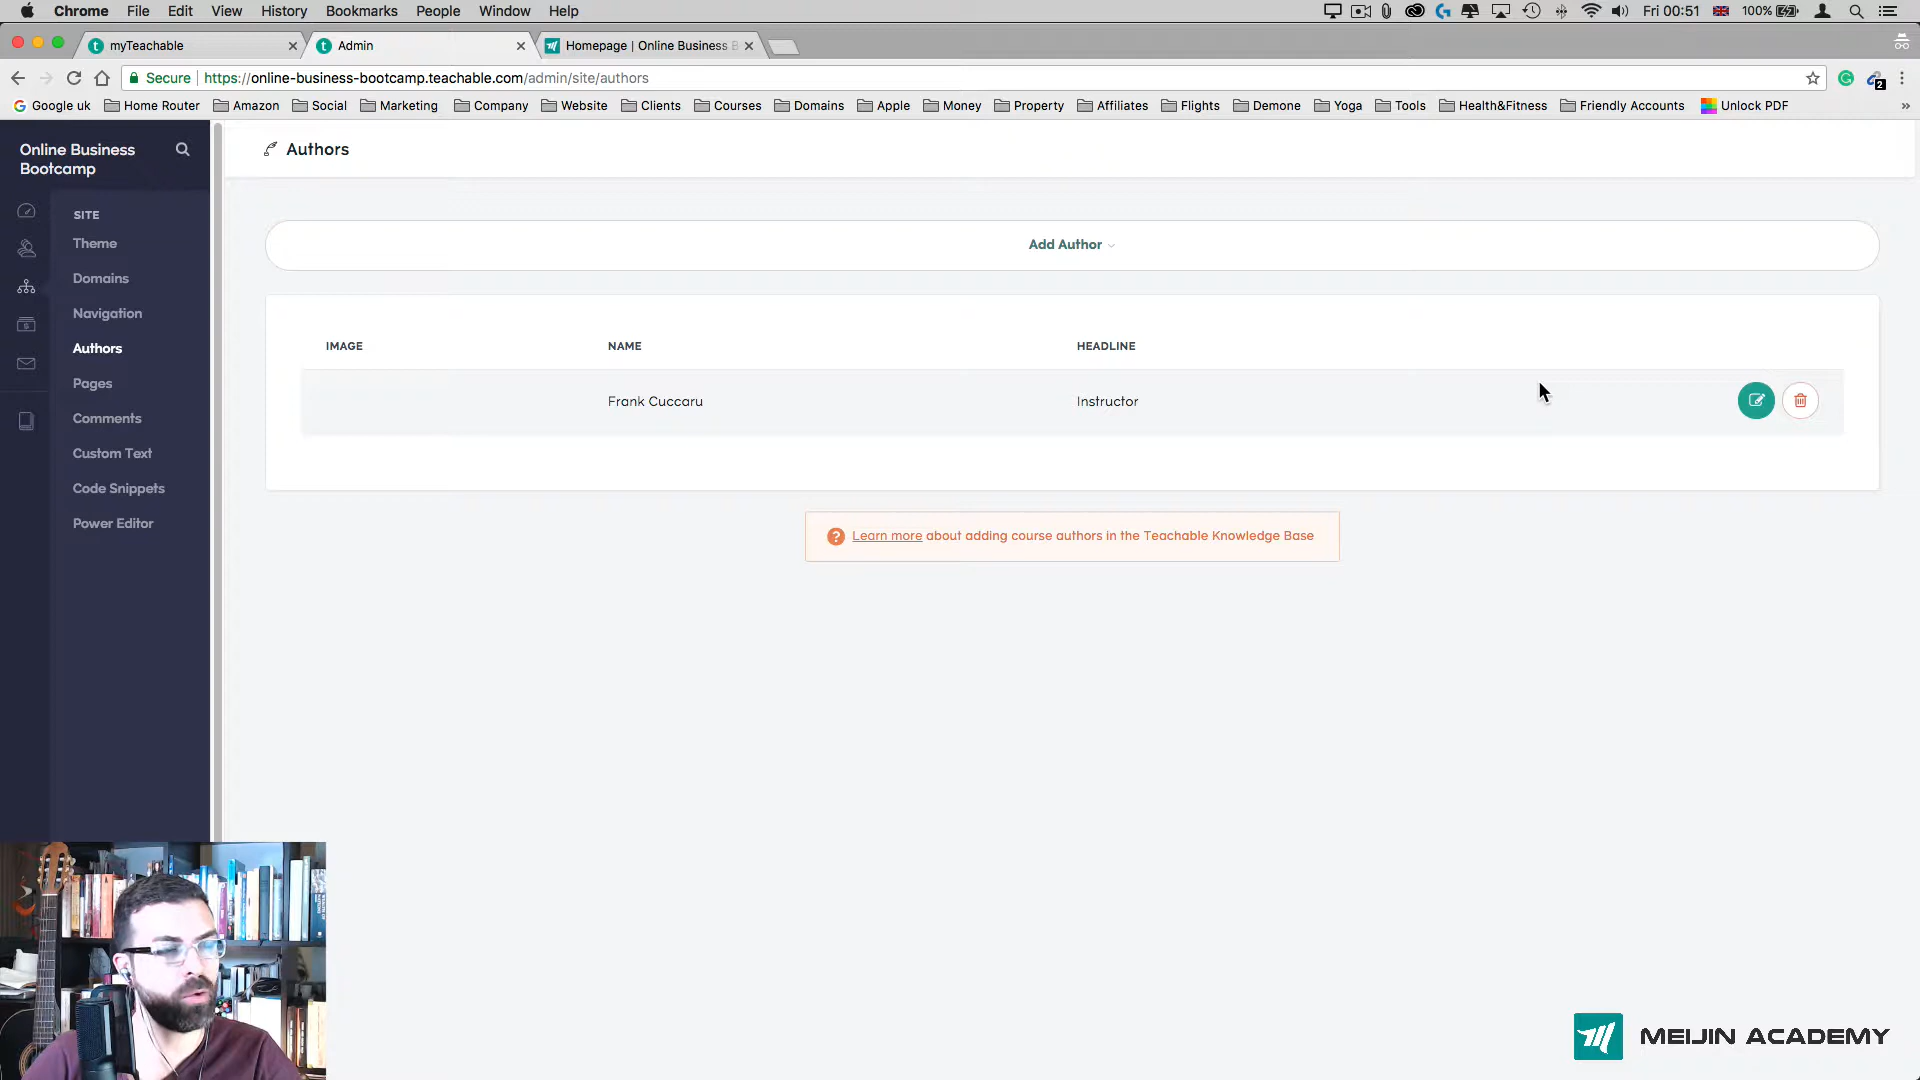 Chrome File Edit View History Bookmarks People Window Help Fri 00:51 100%
myTeachable Admin Homepage | Online Business B
Secure https://online-business-bootcamp.teachable.com/admin/site/authors
2
Google uk Home Router Amazon Social Marketing Company Website Clients Courses Domains Apple Money Property Affiliates Flights Demone Yoga Tools Health&Fitness Friendly Accounts Unlock PDF »
Online Business
Bootcamp
Authors
SITE
Theme
Domains
Navigation
Authors
Pages
Comments
Custom Text
Code Snippets
Power Editor
Add Author
IMAGE NAME HEADLINE
Frank Cuccaru Instructor
? Learn more about adding course authors in the Teachable Knowledge Base
MEIJIN ACADEMY